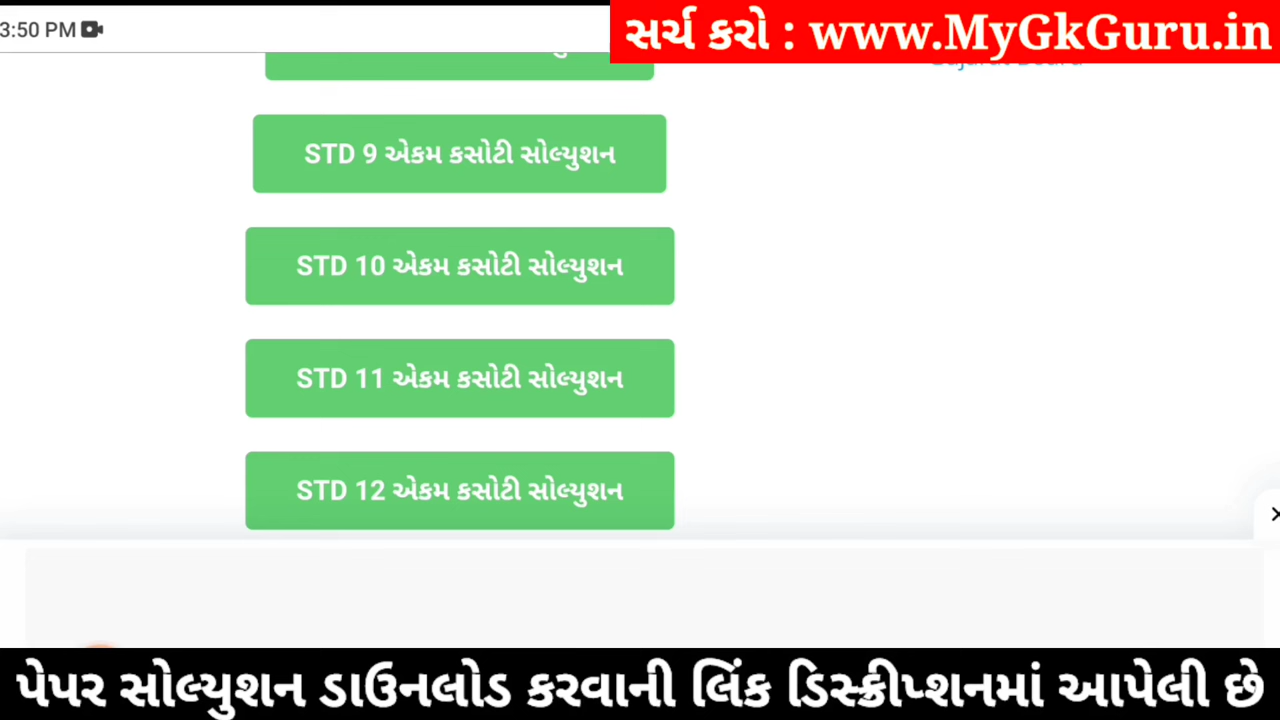 3:50 PM
સર્ચ કરો : www.MyGkGuru.in
STD 9 એકમ કસોટી સોલ્યુશન
STD 10 એકમ કસોટી સોલ્યુશન
STD 11 એકમ કસોટી સોલ્યુશન
STD 12 એકમ કસોટી સોલ્યુશન
પેપર સોલ્યુશન ડાઉનલોડ કરવાની લિંક ડિસ્ક્રીપ્શનમાં આપેલી છે